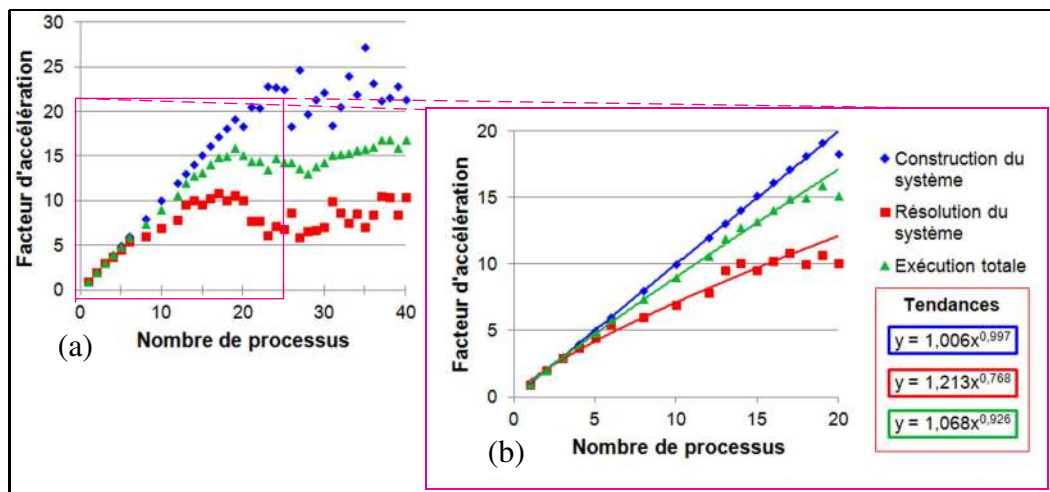 30
25
20
15
10
5
0
Facteur d'accélération
0 10 20 30 40
Nombre de processus
(a)
20
15
10
5
0
Facteur d'accélération
0 5 10 15 20
Nombre de processus
(b)
Construction du
système
Résolution du
système
Exécution totale
Tendances
y = 1,006x^0,997
y = 1,213x^0,768
y = 1,068x^0,926